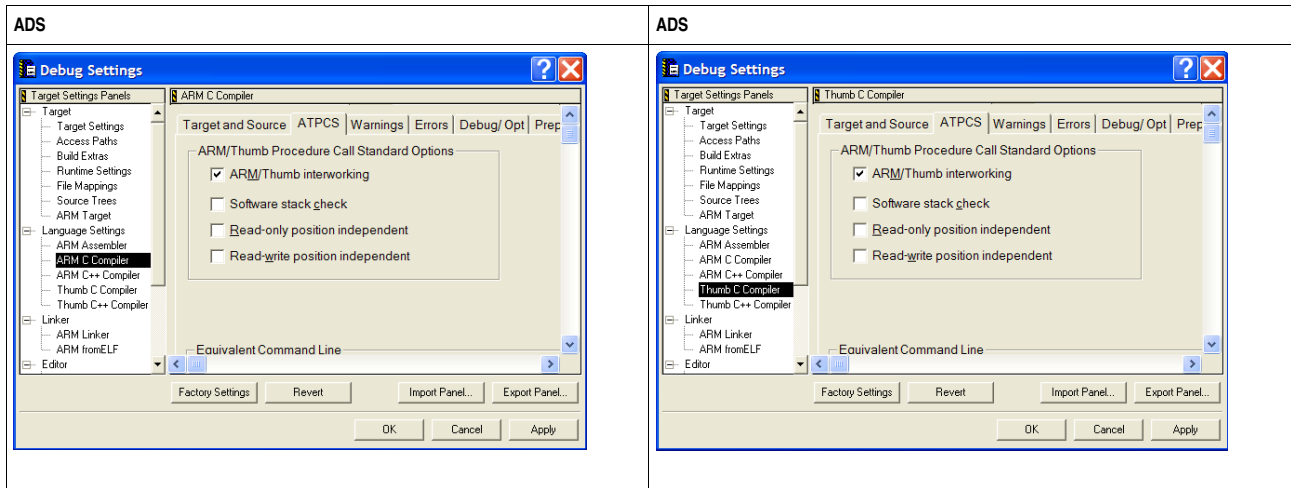 ADS
Debug Settings
Target Settings Panels
Target
Target Settings
Access Paths
Build Extras
Runtime Settings
File Mappings
Source Trees
ARM Target
Language Settings
ARM Assembler
ARM C Compiler
ARM C++ Compiler
Thumb C Compiler
Thumb C++ Compiler
Linker
ARM Linker
ARM fromELF
Editor
ARM C Compiler
Target and Source ATPCS Warnings Errors Debug/ Opt Prep
ARM/Thumb Procedure Call Standard Options
ARM/Thumb interworking
Software stack check
Read-only position independent
Read-write position independent
Equivalent Command Line
Factory Settings Revert Import Panel... Export Panel...
OK Cancel Apply
ADS
Debug Settings
Target Settings Panels
Target
Target Settings
Access Paths
Build Extras
Runtime Settings
File Mappings
Source Trees
ARM Target
Language Settings
ARM Assembler
ARM C Compiler
ARM C++ Compiler
Thumb C Compiler
Thumb C++ Compiler
Linker
ARM Linker
ARM fromELF
Editor
Thumb C Compiler
Target and Source ATPCS Warnings Errors Debug/ Opt Prep
ARM/Thumb Procedure Call Standard Options
ARM/Thumb interworking
Software stack check
Read-only position independent
Read-write position independent
Equivalent Command Line
Factory Settings Revert Import Panel... Export Panel...
OK Cancel Apply